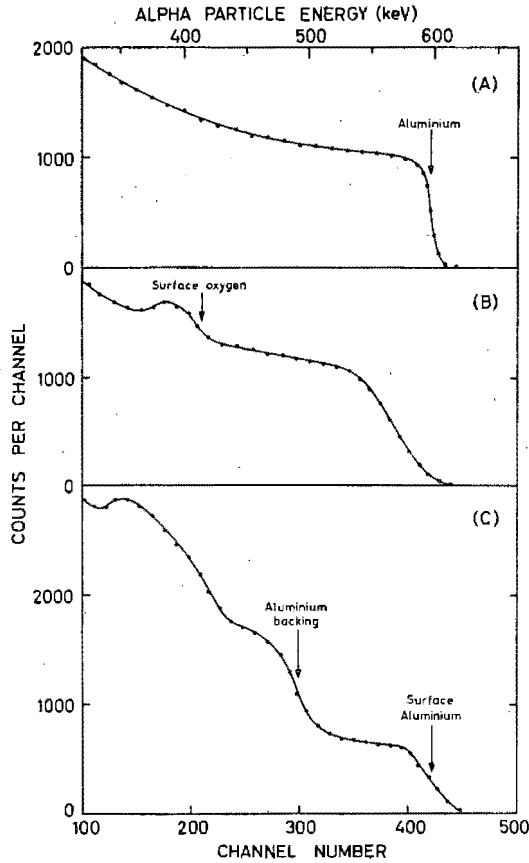 ALPHA PARTICLE ENERGY (keV)
400 500 600
2000
(A)
Aluminium
1000
0
Surface oxygen
(B)
1000
0
COUNTS PER CHANNEL
(C)
Aluminium
backing
2000
Surface
Aluminium
1000
0
100 200 300 400 500
CHANNEL NUMBER